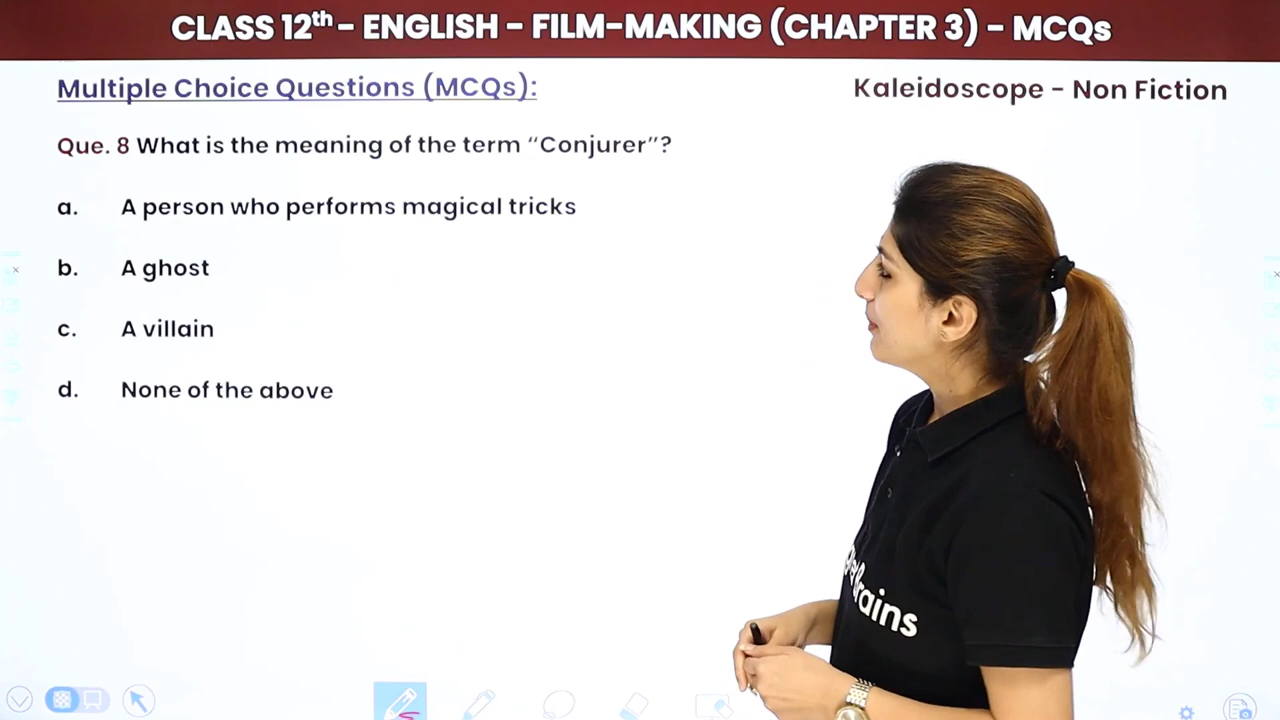 CLASS 12th - ENGLISH - FILM-MAKING (CHAPTER 3) - MCQs
Multiple Choice Questions (MCQs):
Kaleidoscope - Non Fiction
Que. 8 What is the meaning of the term “Conjurer”?
a. A person who performs magical tricks
b. A ghost
c. A villain
d. None of the above